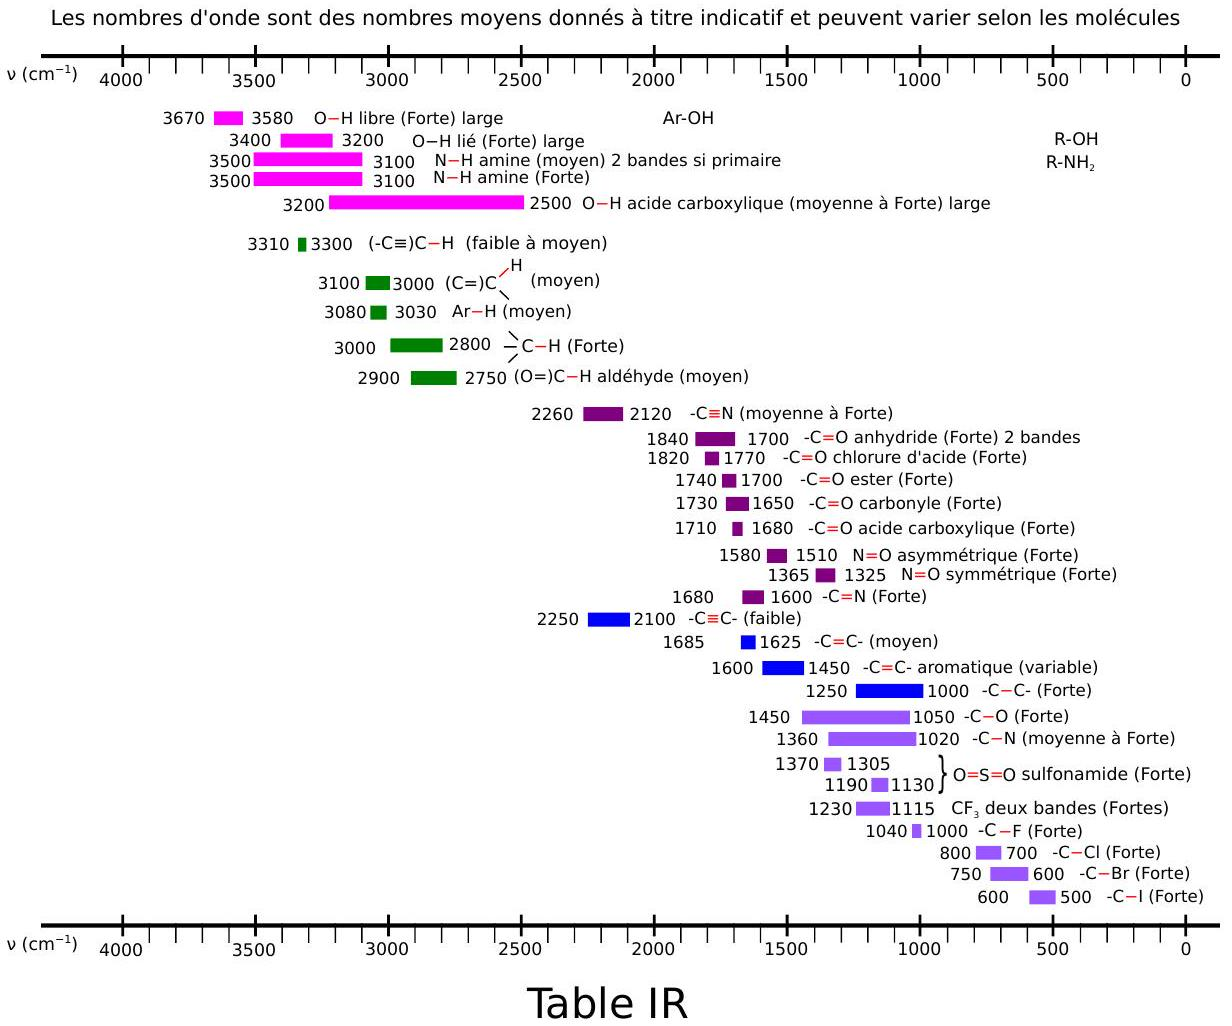 Les nombres d'onde sont des nombres moyens donnés à titre indicatif et peuvent varier selon les molécules
ν (cm⁻¹) 4000 3500 3000 2500 2000 1500 1000 500 0
3670 3580 O−H libre (Forte) large Ar-OH
3400 3200 O−H lié (Forte) large R-OH
3500 3100 N−H amine (moyen) 2 bandes si primaire R-NH₂
3500 3100 N−H amine (Forte)
3200 2500 O−H acide carboxylique (moyenne à Forte) large
3310 3300 (-C≡)C−H (faible à moyen)
3100 3000 (C=)C H (moyen)
3080 3030 Ar−H (moyen)
3000 2800 C−H (Forte)
2900 2750 (O=)C−H aldéhyde (moyen)
2260 2120 -C≡N (moyenne à Forte)
1840 1700 -C=O anhydride (Forte) 2 bandes
1820 1770 -C=O chlorure d'acide (Forte)
1740 1700 -C=O ester (Forte)
1730 1650 -C=O carbonyle (Forte)
1710 1680 -C=O acide carboxylique (Forte)
1580 1510 N=O asymmétrique (Forte)
1365 1325 N=O symmétrique (Forte)
1680 1600 -C=N (Forte)
2250 2100 -C≡C- (faible)
1685 1625 -C=C- (moyen)
1600 1450 -C=C- aromatique (variable)
1250 1000 -C−C- (Forte)
1450 1050 -C−O (Forte)
1360 1020 -C−N (moyenne à Forte)
1370 1305
1190 1130 } O=S=O sulfonamide (Forte)
1230 1115 CF₃ deux bandes (Fortes)
1040 1000 -C−F (Forte)
800 700 -C−Cl (Forte)
750 600 -C−Br (Forte)
600 500 -C−I (Forte)
ν (cm⁻¹) 4000 3500 3000 2500 2000 1500 1000 500 0
Table IR